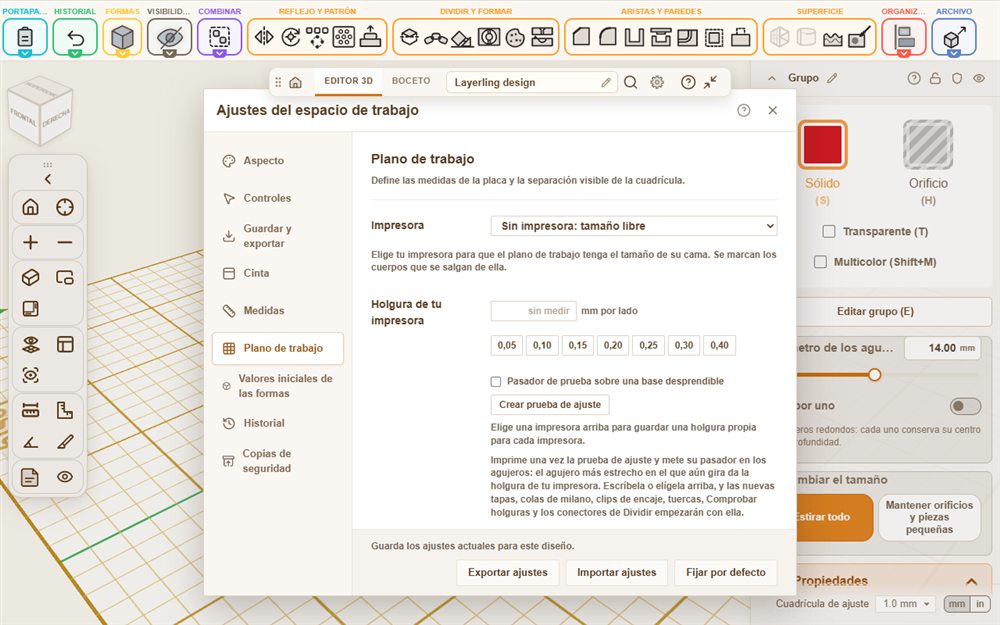 PORTAPA...
HISTORIAL
FORMAS
VISIBILID...
COMBINAR
REFLEJO Y PATRÓN
DIVIDIR Y FORMAR
ARISTAS Y PAREDES
SUPERFICIE
ORGANIZ...
ARCHIVO
EDITOR 3D
BOCETO
Layerling design
Grupo
SUPERIOR
FRONTAL
DERECHA
Ajustes del espacio de trabajo
Aspecto
Controles
Guardar y
exportar
Cinta
Medidas
Plano de trabajo
Valores iniciales de
las formas
Historial
Copias de
seguridad
Plano de trabajo
Define las medidas de la placa y la separación visible de la cuadrícula.
Impresora
Sin impresora: tamaño libre
Elige tu impresora para que el plano de trabajo tenga el tamaño de su cama. Se marcan los
cuerpos que se salgan de ella.
Holgura de tu
impresora
sin medir
mm por lado
0,05
0,10
0,15
0,20
0,25
0,30
0,40
Pasador de prueba sobre una base desprendible
Crear prueba de ajuste
Elige una impresora arriba para guardar una holgura propia
para cada impresora.
Imprime una vez la prueba de ajuste y mete su pasador en los
agujeros: el agujero más estrecho en el que aún gira da la
holgura de tu impresora. Escríbela o elígela arriba, y las nuevas
tapas, colas de milano, clips de encaje, tuercas, Comprobar
holguras y los conectores de Dividir empezarán con ella.
Guarda los ajustes actuales para este diseño.
Exportar ajustes
Importar ajustes
Fijar por defecto
Sólido
(S)
Orificio
(H)
Transparente (T)
Multicolor (Shift+M)
Editar grupo (E)
etro de los agu...
14.00 mm
por uno
eros redondos: cada uno conserva su centro
ofundidad.
mbiar el tamaño
Estirar todo
Mantener orificios
y piezas
pequeñas
Propiedades
Cuadrícula de ajuste
1.0 mm
mm
in